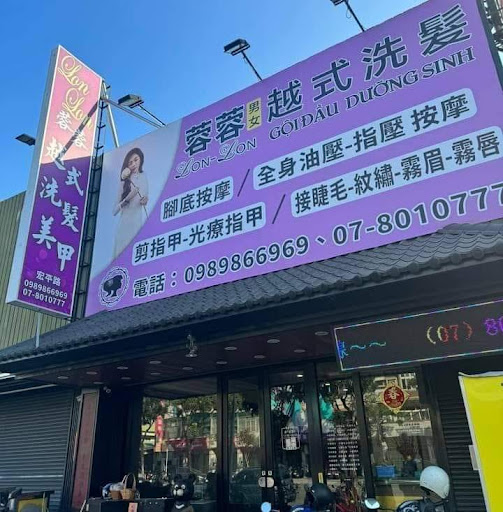 Lon
Lon
蓉蓉
越式
洗髮
美甲
宏平路
0989866969
07-8010777
蓉蓉 男女 越式洗髮
LON-LON GỘI ĐẦU DƯỠNG SINH
腳底按摩/全身油壓-指壓 按摩
剪指甲-光療指甲/接睫毛-紋繡-霧眉-霧唇
電話：0989866969、07-8010777
～～ (07) 80
春